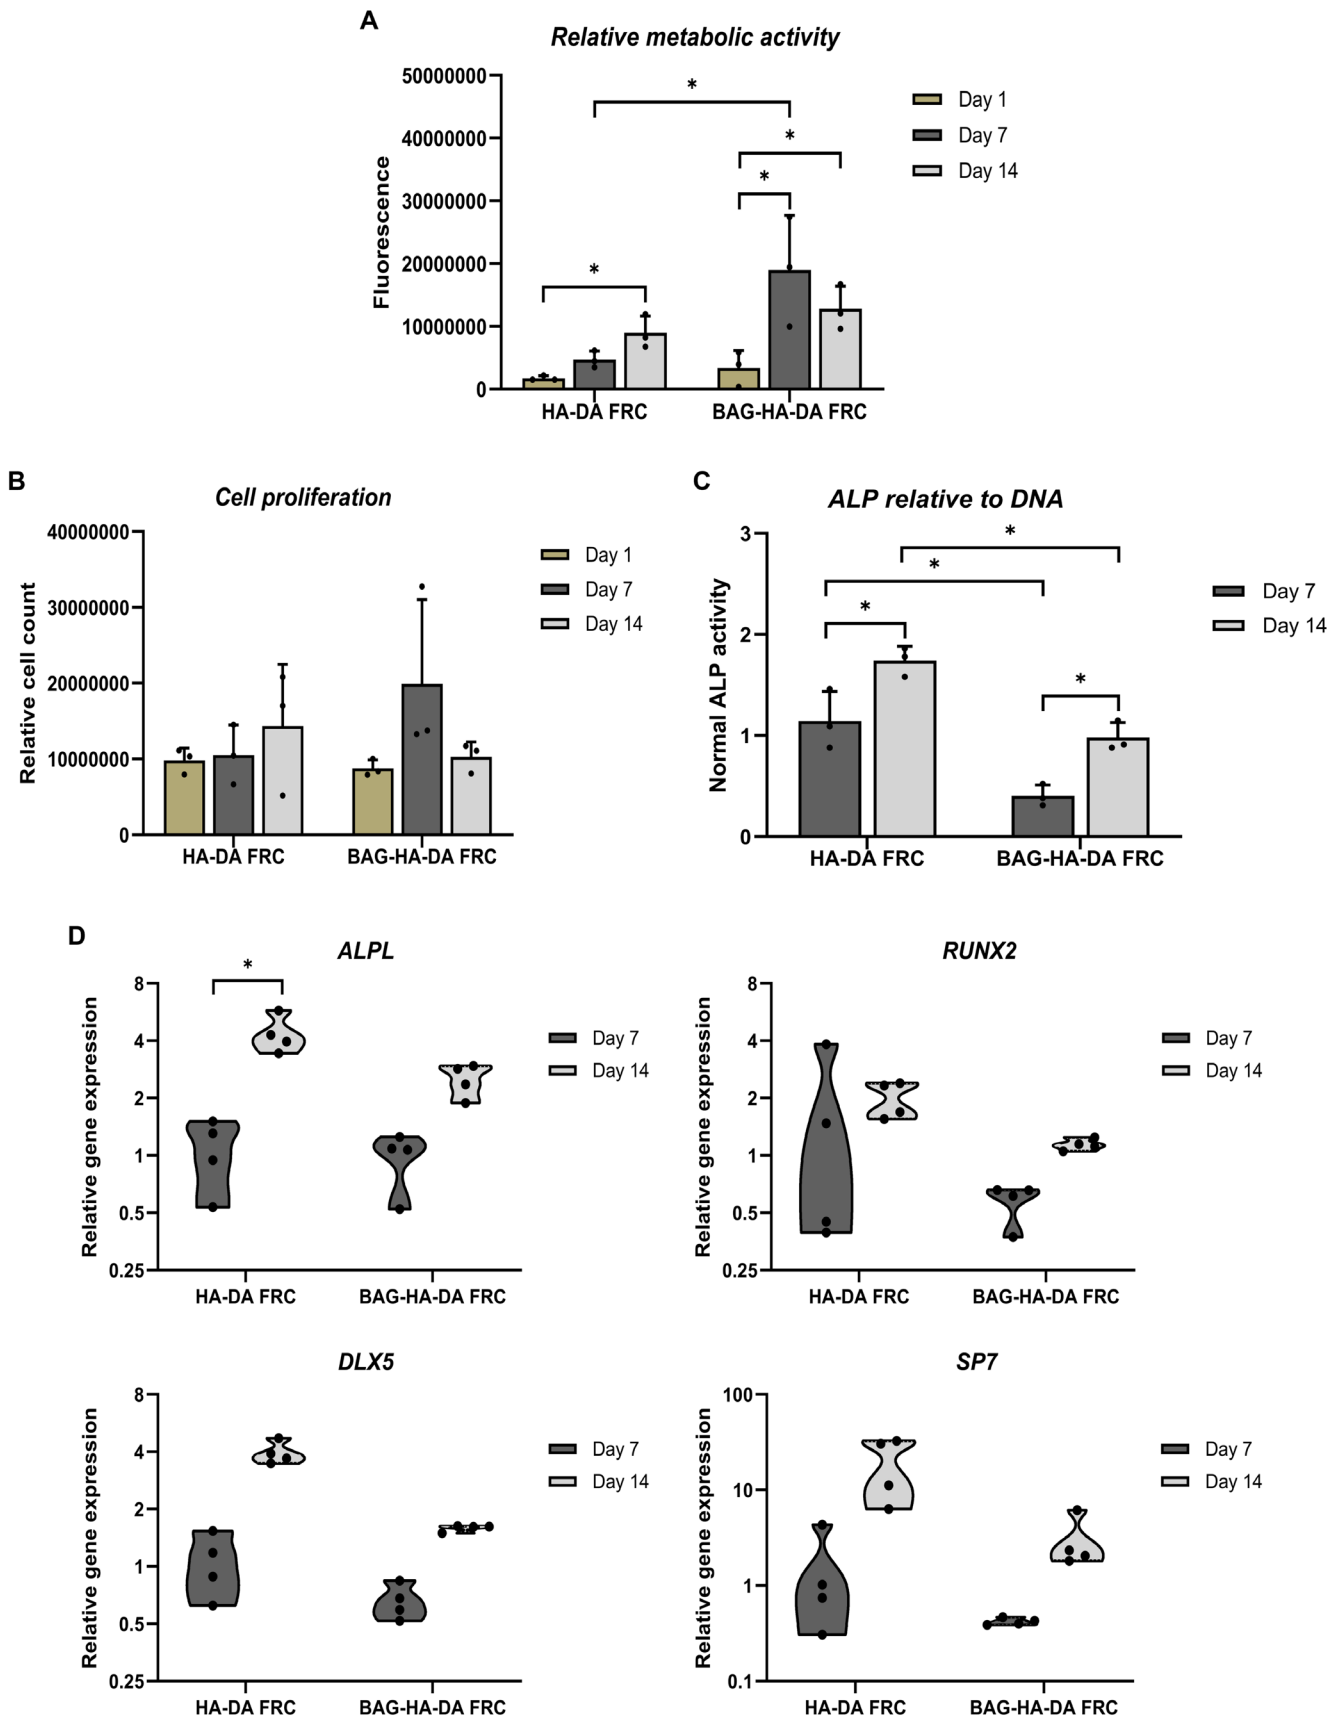 A
Relative metabolic activity
50000000
40000000
30000000
20000000
10000000
0
Fluorescence
*
*
*
*
HA-DA FRC
BAG-HA-DA FRC
Day 1
Day 7
Day 14
B
Cell proliferation
40000000
30000000
20000000
10000000
0
Relative cell count
HA-DA FRC
BAG-HA-DA FRC
Day 1
Day 7
Day 14
C
ALP relative to DNA
3
2
1
0
Normal ALP activity
*
*
*
*
HA-DA FRC
BAG-HA-DA FRC
Day 7
Day 14
D
ALPL
8
4
2
1
0.5
0.25
Relative gene expression
*
HA-DA FRC
BAG-HA-DA FRC
Day 7
Day 14
RUNX2
8
4
2
1
0.5
0.25
Relative gene expression
HA-DA FRC
BAG-HA-DA FRC
Day 7
Day 14
DLX5
8
4
2
1
0.5
0.25
Relative gene expression
HA-DA FRC
BAG-HA-DA FRC
Day 7
Day 14
SP7
100
10
1
0.1
Relative gene expression
HA-DA FRC
BAG-HA-DA FRC
Day 7
Day 14